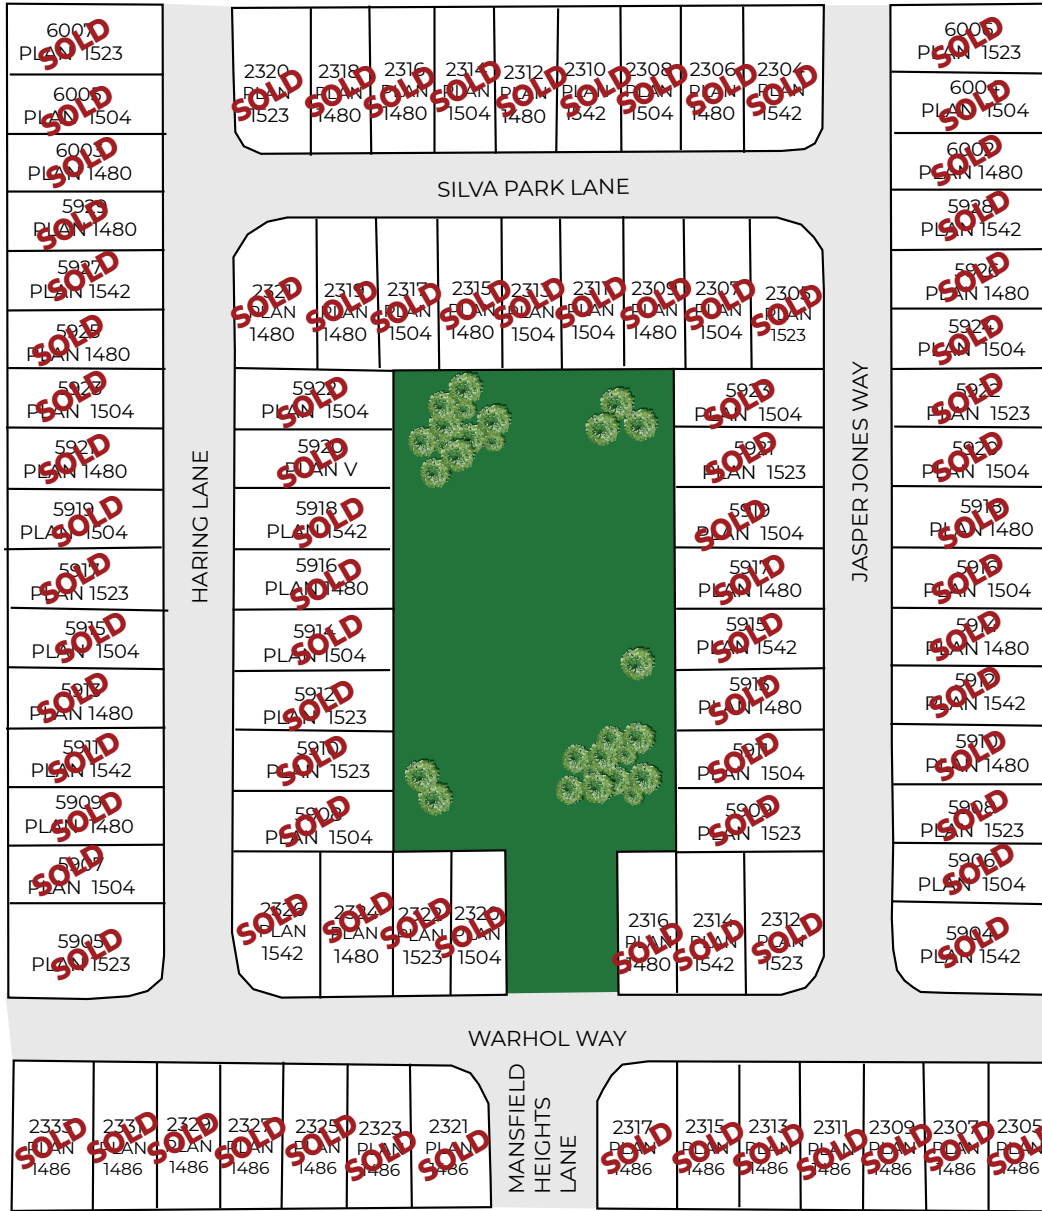 6007
PLAN 1523
SOLD
6005
PLAN 1504
SOLD
6003
PLAN 1480
SOLD
5929
PLAN 1480
SOLD
5927
PLAN 1542
SOLD
5925
PLAN 1480
SOLD
5923
PLAN 1504
SOLD
5921
PLAN 1480
SOLD
5919
PLAN 1504
SOLD
5917
PLAN 1523
SOLD
5915
PLAN 1504
SOLD
5913
PLAN 1480
SOLD
5911
PLAN 1542
SOLD
5909
PLAN 1480
SOLD
5907
PLAN 1504
SOLD
5905
PLAN 1523
SOLD
HARING LANE
2320
PLAN
1523
SOLD
2318
PLAN
1480
SOLD
2316
PLAN
1480
SOLD
2314
PLAN
1504
SOLD
2312
PLAN
1480
SOLD
2310
PLAN
1542
SOLD
2308
PLAN
1504
SOLD
2306
PLAN
1480
SOLD
2304
PLAN
1542
SOLD
SILVA PARK LANE
2321
PLAN
1480
SOLD
2319
PLAN
1480
SOLD
2317
PLAN
1504
SOLD
2315
PLAN
1480
SOLD
2313
PLAN
1504
SOLD
2311
PLAN
1504
SOLD
2309
PLAN
1480
SOLD
2307
PLAN
1504
SOLD
2305
PLAN
1523
SOLD
5922
PLAN 1504
SOLD
5920
PLAN V
SOLD
5918
PLAN 1542
SOLD
5916
PLAN 1480
SOLD
5914
PLAN 1504
SOLD
5912
PLAN 1523
SOLD
5910
PLAN 1523
SOLD
5908
PLAN 1504
SOLD
5923
PLAN 1504
SOLD
5921
PLAN 1523
SOLD
5919
PLAN 1504
SOLD
5917
PLAN 1480
SOLD
5915
PLAN 1542
SOLD
5913
PLAN 1480
SOLD
5911
PLAN 1504
SOLD
5909
PLAN 1523
SOLD
2326
PLAN
1542
SOLD
2324
PLAN
1480
SOLD
2322
PLAN
1523
SOLD
2320
PLAN
1504
SOLD
2316
PLAN
1480
SOLD
2314
PLAN
1542
SOLD
2312
PLAN
1523
SOLD
JASPER JONES WAY
6006
PLAN 1523
SOLD
6004
PLAN 1504
SOLD
6002
PLAN 1480
SOLD
5928
PLAN 1542
SOLD
5926
PLAN 1480
SOLD
5924
PLAN 1504
SOLD
5922
PLAN 1523
SOLD
5920
PLAN 1504
SOLD
5918
PLAN 1480
SOLD
5916
PLAN 1504
SOLD
5914
PLAN 1480
SOLD
5912
PLAN 1542
SOLD
5910
PLAN 1480
SOLD
5908
PLAN 1523
SOLD
5906
PLAN 1504
SOLD
5904
PLAN 1542
SOLD
WARHOL WAY
2333
PLAN
1486
SOLD
2331
PLAN
1486
SOLD
2329
PLAN
1486
SOLD
2327
PLAN
1486
SOLD
2325
PLAN
1486
SOLD
2323
PLAN
1486
SOLD
2321
PLAN
1486
SOLD
MANSFIELD
HEIGHTS
LANE
2317
PLAN
1486
SOLD
2315
PLAN
1486
SOLD
2313
PLAN
1486
SOLD
2311
PLAN
1486
SOLD
2309
PLAN
1486
SOLD
2307
PLAN
1486
SOLD
2305
PLAN
1486
SOLD